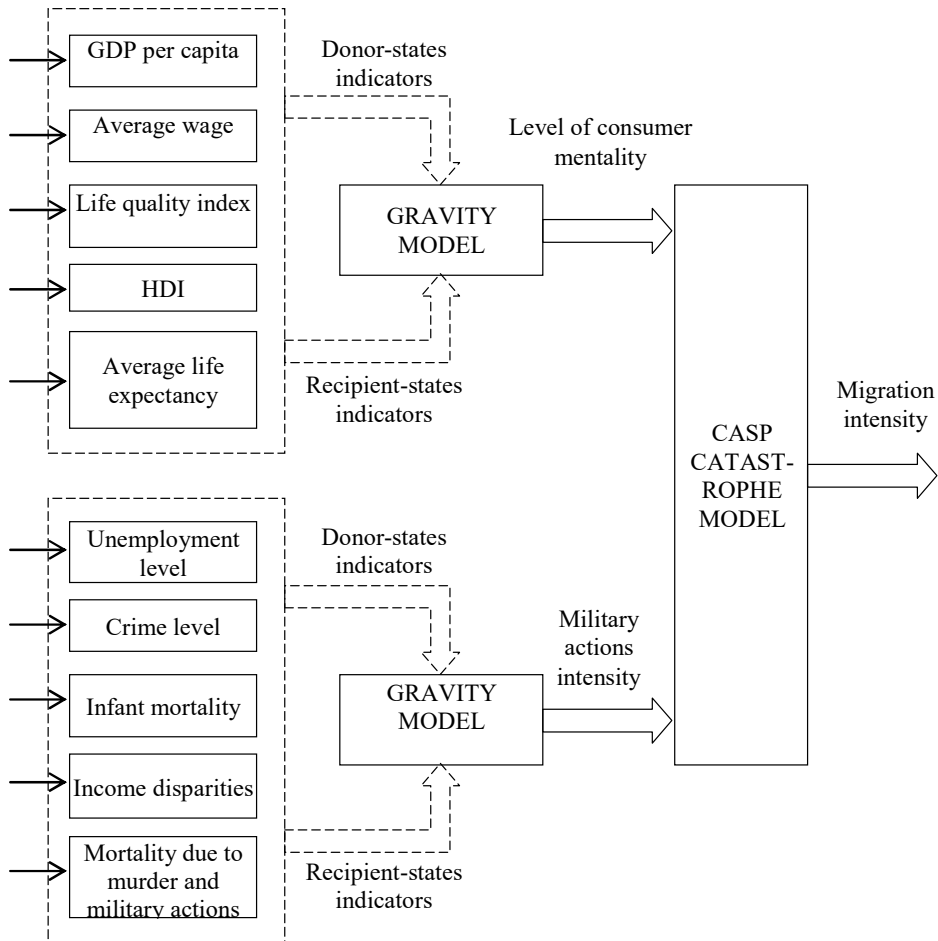 GDP per capita
Average wage
Life quality index
HDI
Average life
expectancy
Donor-states
indicators
Recipient-states
indicators
GRAVITY
MODEL
Level of consumer
mentality
Unemployment
level
Crime level
Infant mortality
Income disparities
Mortality due to
murder and
military actions
Donor-states
indicators
Recipient-states
indicators
GRAVITY
MODEL
Military
actions
intensity
CASP
CATAST-
ROPHE
MODEL
Migration
intensity